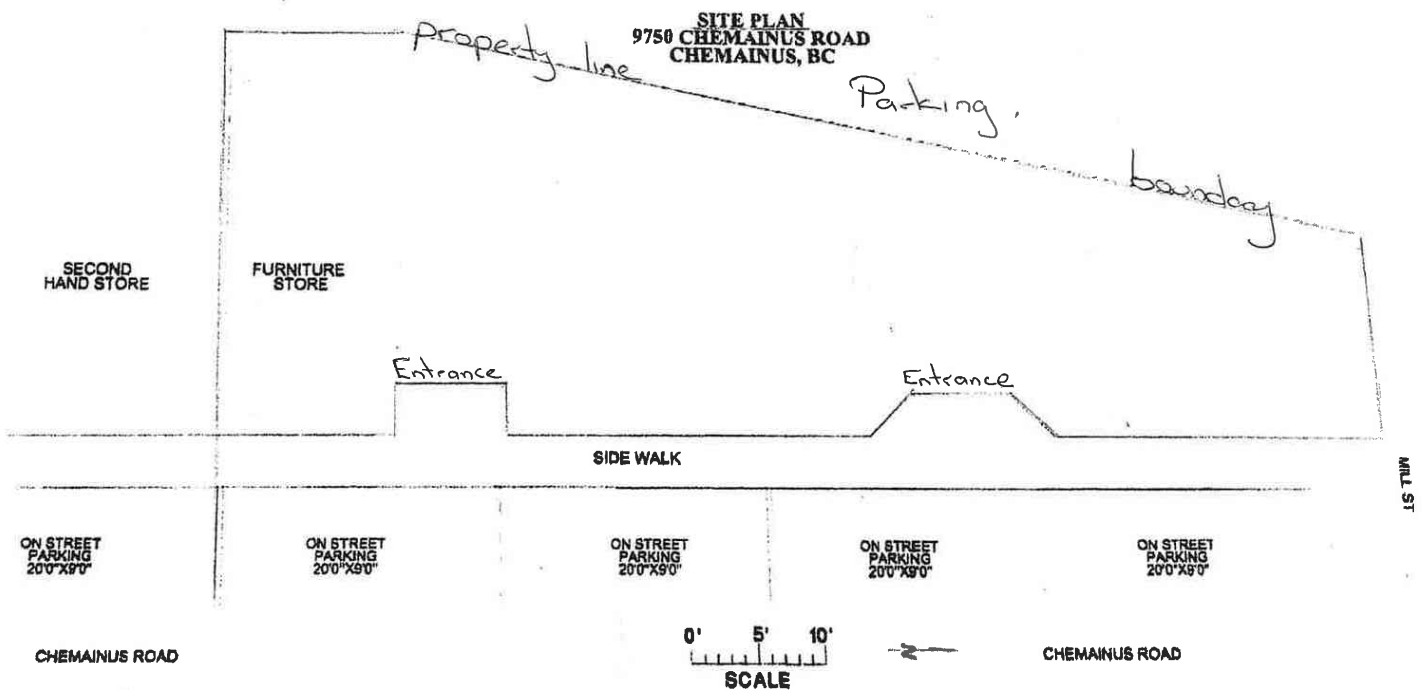 SITE PLAN
9750 CHEMAINUS ROAD
CHEMAINUS, BC
property line
Parking.
boundary
SECOND
HAND STORE
FURNITURE
STORE
Entrance
Entrance
SIDE WALK
MILL ST
ON STREET
PARKING
20'0"X9'0"
ON STREET
PARKING
20'0"X9'0"
ON STREET
PARKING
20'0"X9'0"
ON STREET
PARKING
20'0"X9'0"
ON STREET
PARKING
20'0"X9'0"
CHEMAINUS ROAD
0' 5' 10'
SCALE
N
CHEMAINUS ROAD